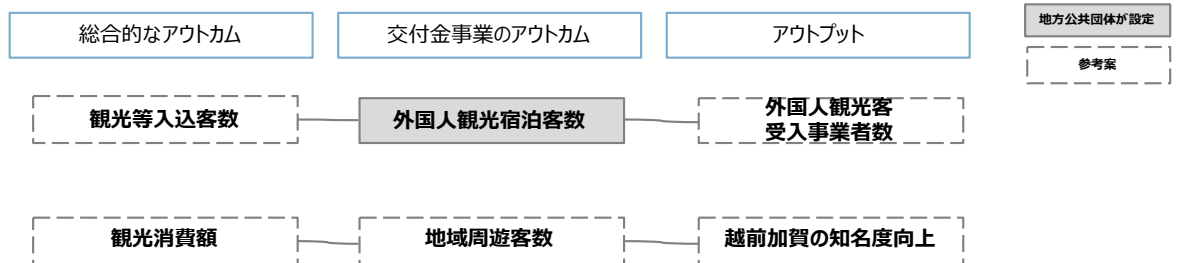 総合的なアウトカム
交付金事業のアウトカム
アウトプット
地方公共団体が設定
参考案
観光等入込客数
外国人観光宿泊客数
外国人観光客
受入事業者数
観光消費額
地域周遊客数
越前加賀の知名度向上